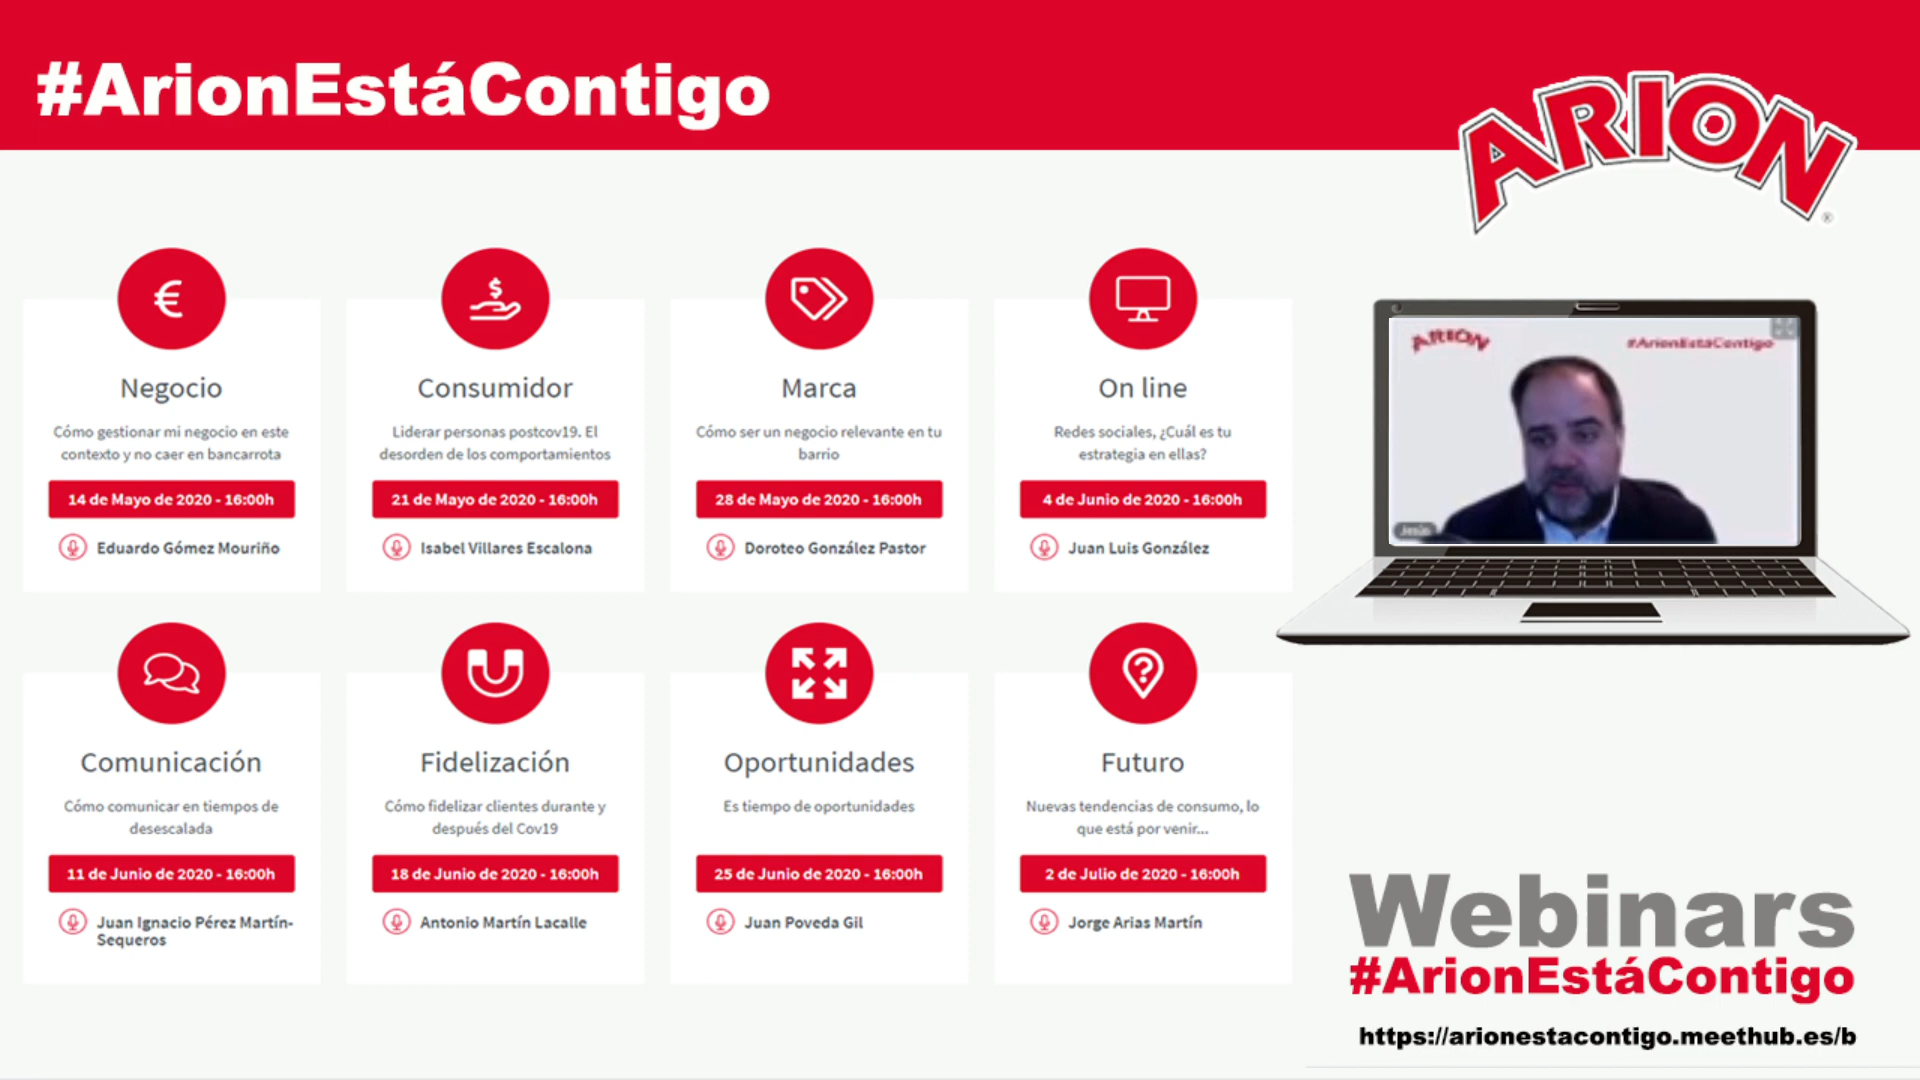 #ArionEstáContigo
ARION
®
€
$
Negocio
Cómo gestionar mi negocio en este
contexto y no caer en bancarrota
14 de Mayo de 2020 - 16:00h
Eduardo Gómez Mouriño
Consumidor
Liderar personas postcov19. El
desorden de los comportamientos
21 de Mayo de 2020 - 16:00h
Isabel Villares Escalona
Marca
Cómo ser un negocio relevante en tu
barrio
28 de Mayo de 2020 - 16:00h
Doroteo González Pastor
On line
Redes sociales, ¿Cuál es tu
estrategia en ellas?
4 de Junio de 2020 - 16:00h
Juan Luis González
ARION
#ArionEstáContigo
Jesús
Comunicación
Cómo comunicar en tiempos de
desescalada
11 de Junio de 2020 - 16:00h
Juan Ignacio Pérez Martín-
Sequeros
Fidelización
Cómo fidelizar clientes durante y
después del Cov19
18 de Junio de 2020 - 16:00h
Antonio Martín Lacalle
Oportunidades
Es tiempo de oportunidades
25 de Junio de 2020 - 16:00h
Juan Poveda Gil
?
Futuro
Nuevas tendencias de consumo, lo
que está por venir...
2 de Julio de 2020 - 16:00h
Jorge Arias Martín
Webinars
#ArionEstáContigo
https://arionestacontigo.meethub.es/b